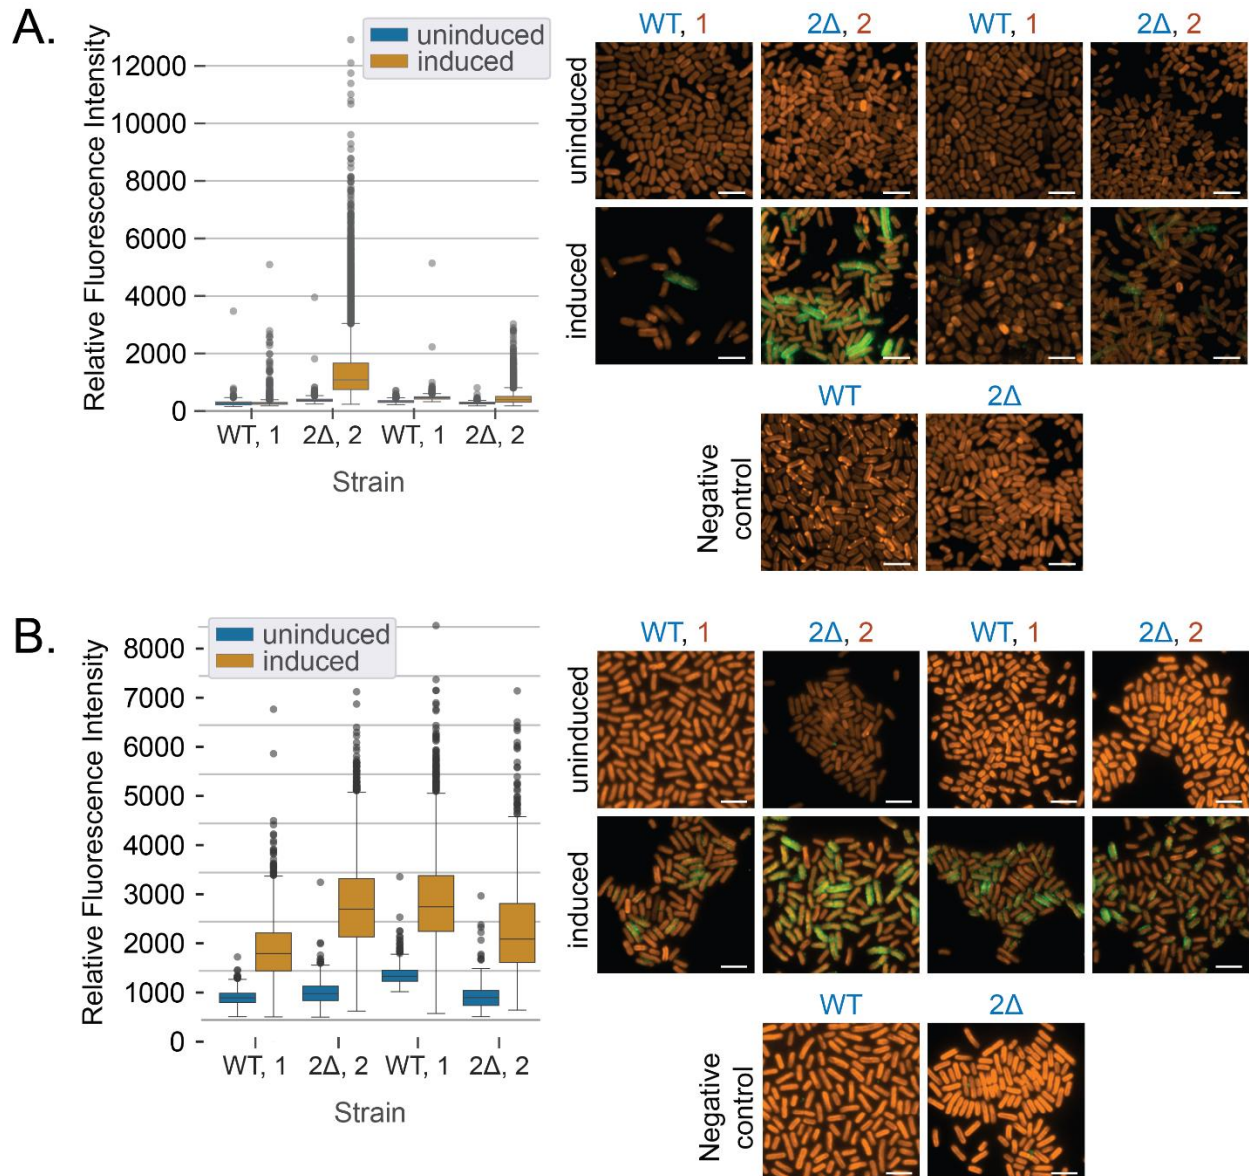 A.
Relative Fluorescence Intensity
12000
10000
8000
6000
4000
2000
0
uninduced
induced
WT, 1
2Δ, 2
WT, 1
2Δ, 2
Strain
WT, 1
2Δ, 2
WT, 1
2Δ, 2
uninduced
induced
WT
2Δ
Negative
control
B.
Relative Fluorescence Intensity
8000
7000
6000
5000
4000
3000
2000
1000
0
uninduced
induced
WT, 1
2Δ, 2
WT, 1
2Δ, 2
Strain
WT, 1
2Δ, 2
WT, 1
2Δ, 2
uninduced
induced
WT
2Δ
Negative
control